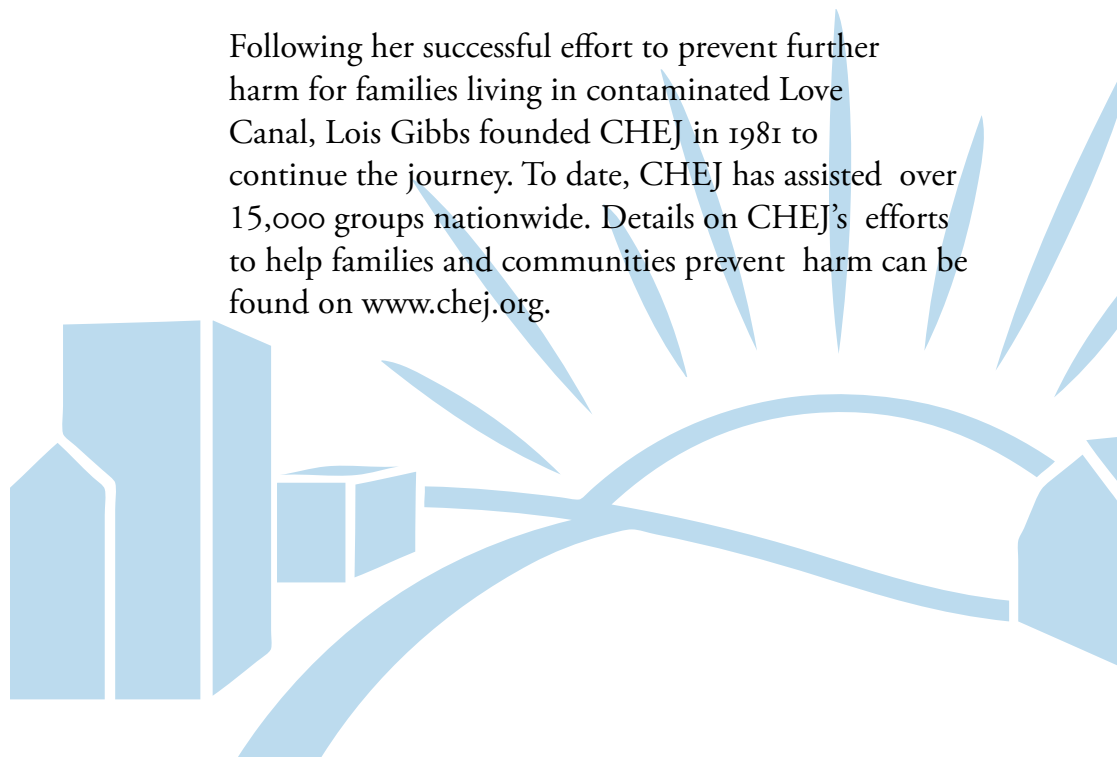 Following her successful effort to prevent further
harm for families living in contaminated Love
Canal, Lois Gibbs founded CHEJ in 1981 to
continue the journey. To date, CHEJ has assisted  over
15,000 groups nationwide. Details on CHEJ’s  efforts
to help families and communities prevent  harm can be
found on www.chej.org.